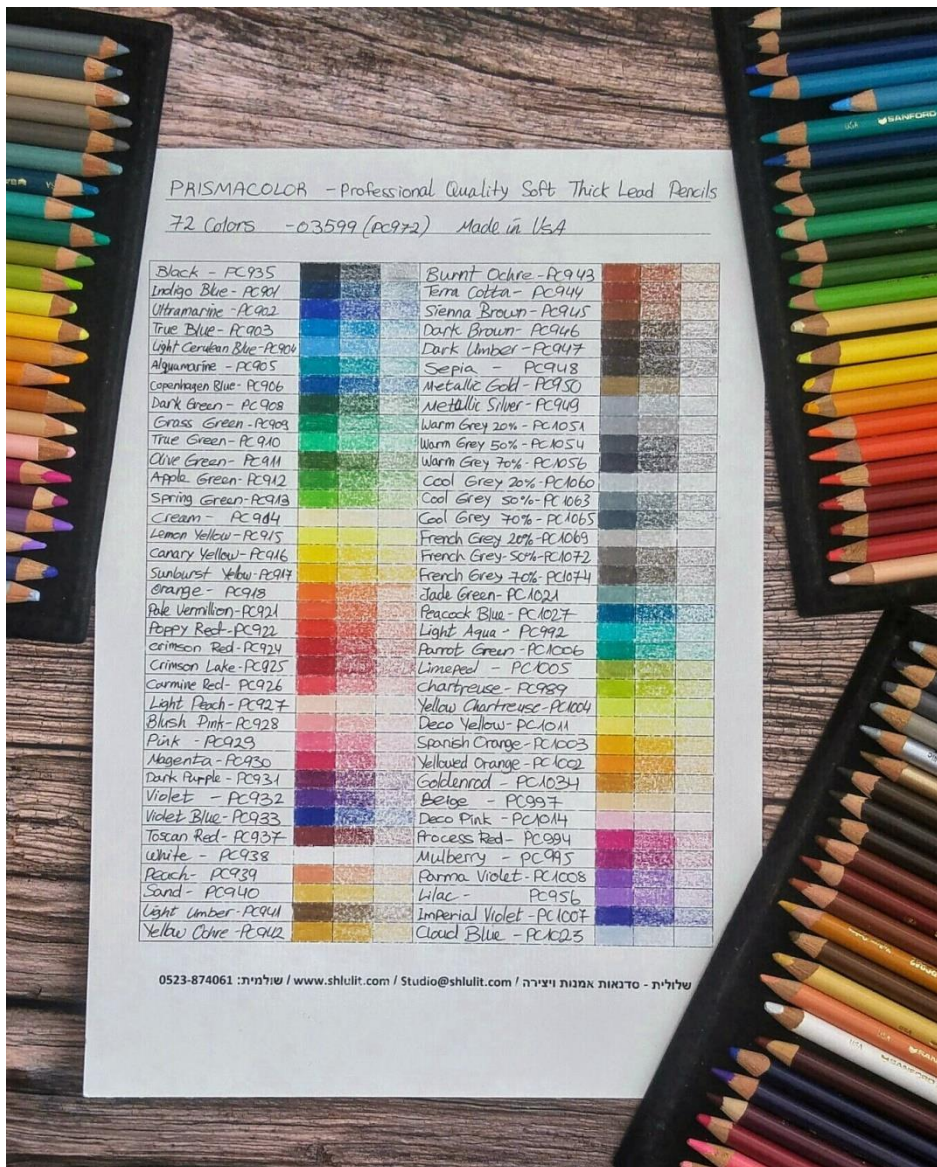 PRISMACOLOR - Professional Quality Soft Thick Lead Pencils
72 Colors - 03599 (PC972) Made in USA
Black - PC935
Indigo Blue - PC901
Ultramarine - PC902
True Blue - PC903
Light Cerulean Blue - PC904
Alquamarine - PC905
Copenhagen Blue - PC906
Dark Green - PC908
Grass Green - PC909
True Green - PC910
Olive Green - PC911
Apple Green - PC912
Spring Green - PC913
Cream - PC914
Lemon Yellow - PC915
Canary Yellow - PC916
Sunburst Yellow - PC917
Orange - PC918
Pale Vermillion - PC921
Poppy Red - PC922
Crimson Red - PC924
Crimson Lake - PC925
Carmine Red - PC926
Light Peach - PC927
Blush Pink - PC928
Pink - PC929
Magenta - PC930
Dark Purple - PC931
Violet - PC932
Violet Blue - PC933
Toscan Red - PC937
White - PC938
Peach - PC939
Sand - PC940
Light Umber - PC941
Yellow Ochre - PC942
Burnt Ochre - PC943
Terra Cotta - PC944
Sienna Brown - PC945
Dark Brown - PC946
Dark Umber - PC947
Sepia - PC948
Metallic Gold - PC950
Metallic Silver - PC949
Warm Grey 20% - PC1051
Warm Grey 50% - PC1054
Warm Grey 70% - PC1056
Cool Grey 20% - PC1060
Cool Grey 50% - PC1063
Cool Grey 70% - PC1065
French Grey 20% - PC1069
French Grey - 50% - PC1072
French Grey 70% - PC1074
Jade Green - PC1021
Peacock Blue - PC1027
Light Aqua - PC992
Parrot Green - PC1006
Limepeel - PC1005
Chartreuse - PC989
Yellow Chartreuse - PC1004
Deco Yellow - PC1011
Spanish Orange - PC1003
Yellowed Orange - PC1002
Goldenrod - PC1034
Beige - PC997
Deco Pink - PC1014
Process Red - PC994
Mulberry - PC995
Parma Violet - PC1008
Lilac - PC956
Imperial Violet - PC1007
Cloud Blue - PC1023
שלולית - סדנאות אמנות ויצירה / Studio@shlulit.com / www.shlulit.com / שולמית: 0523-874061
USA SANFORD
USA
USA SANFORD